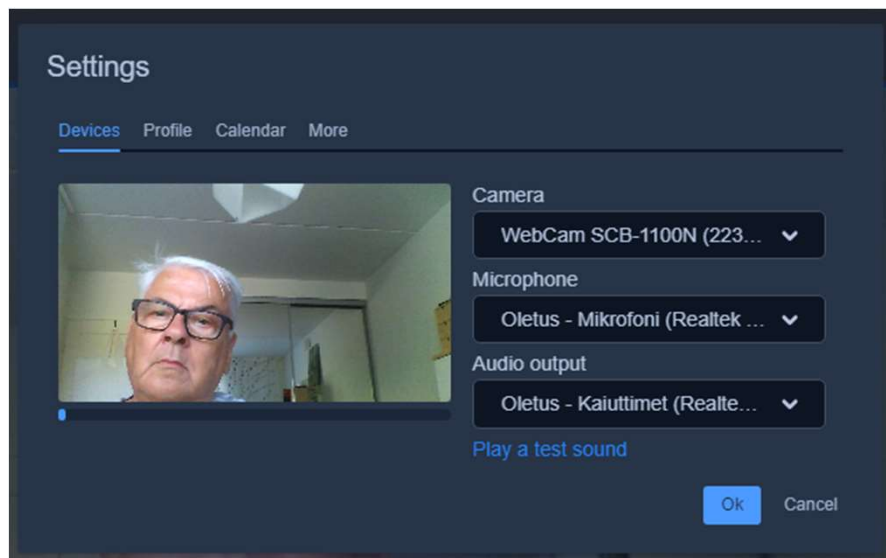 Settings
Devices Profile Calendar More
Camera
WebCam SCB-1100N (223...
Microphone
Oletus - Mikrofoni (Realtek ...
Audio output
Oletus - Kaiuttimet (Realte...
Play a test sound
Ok Cancel